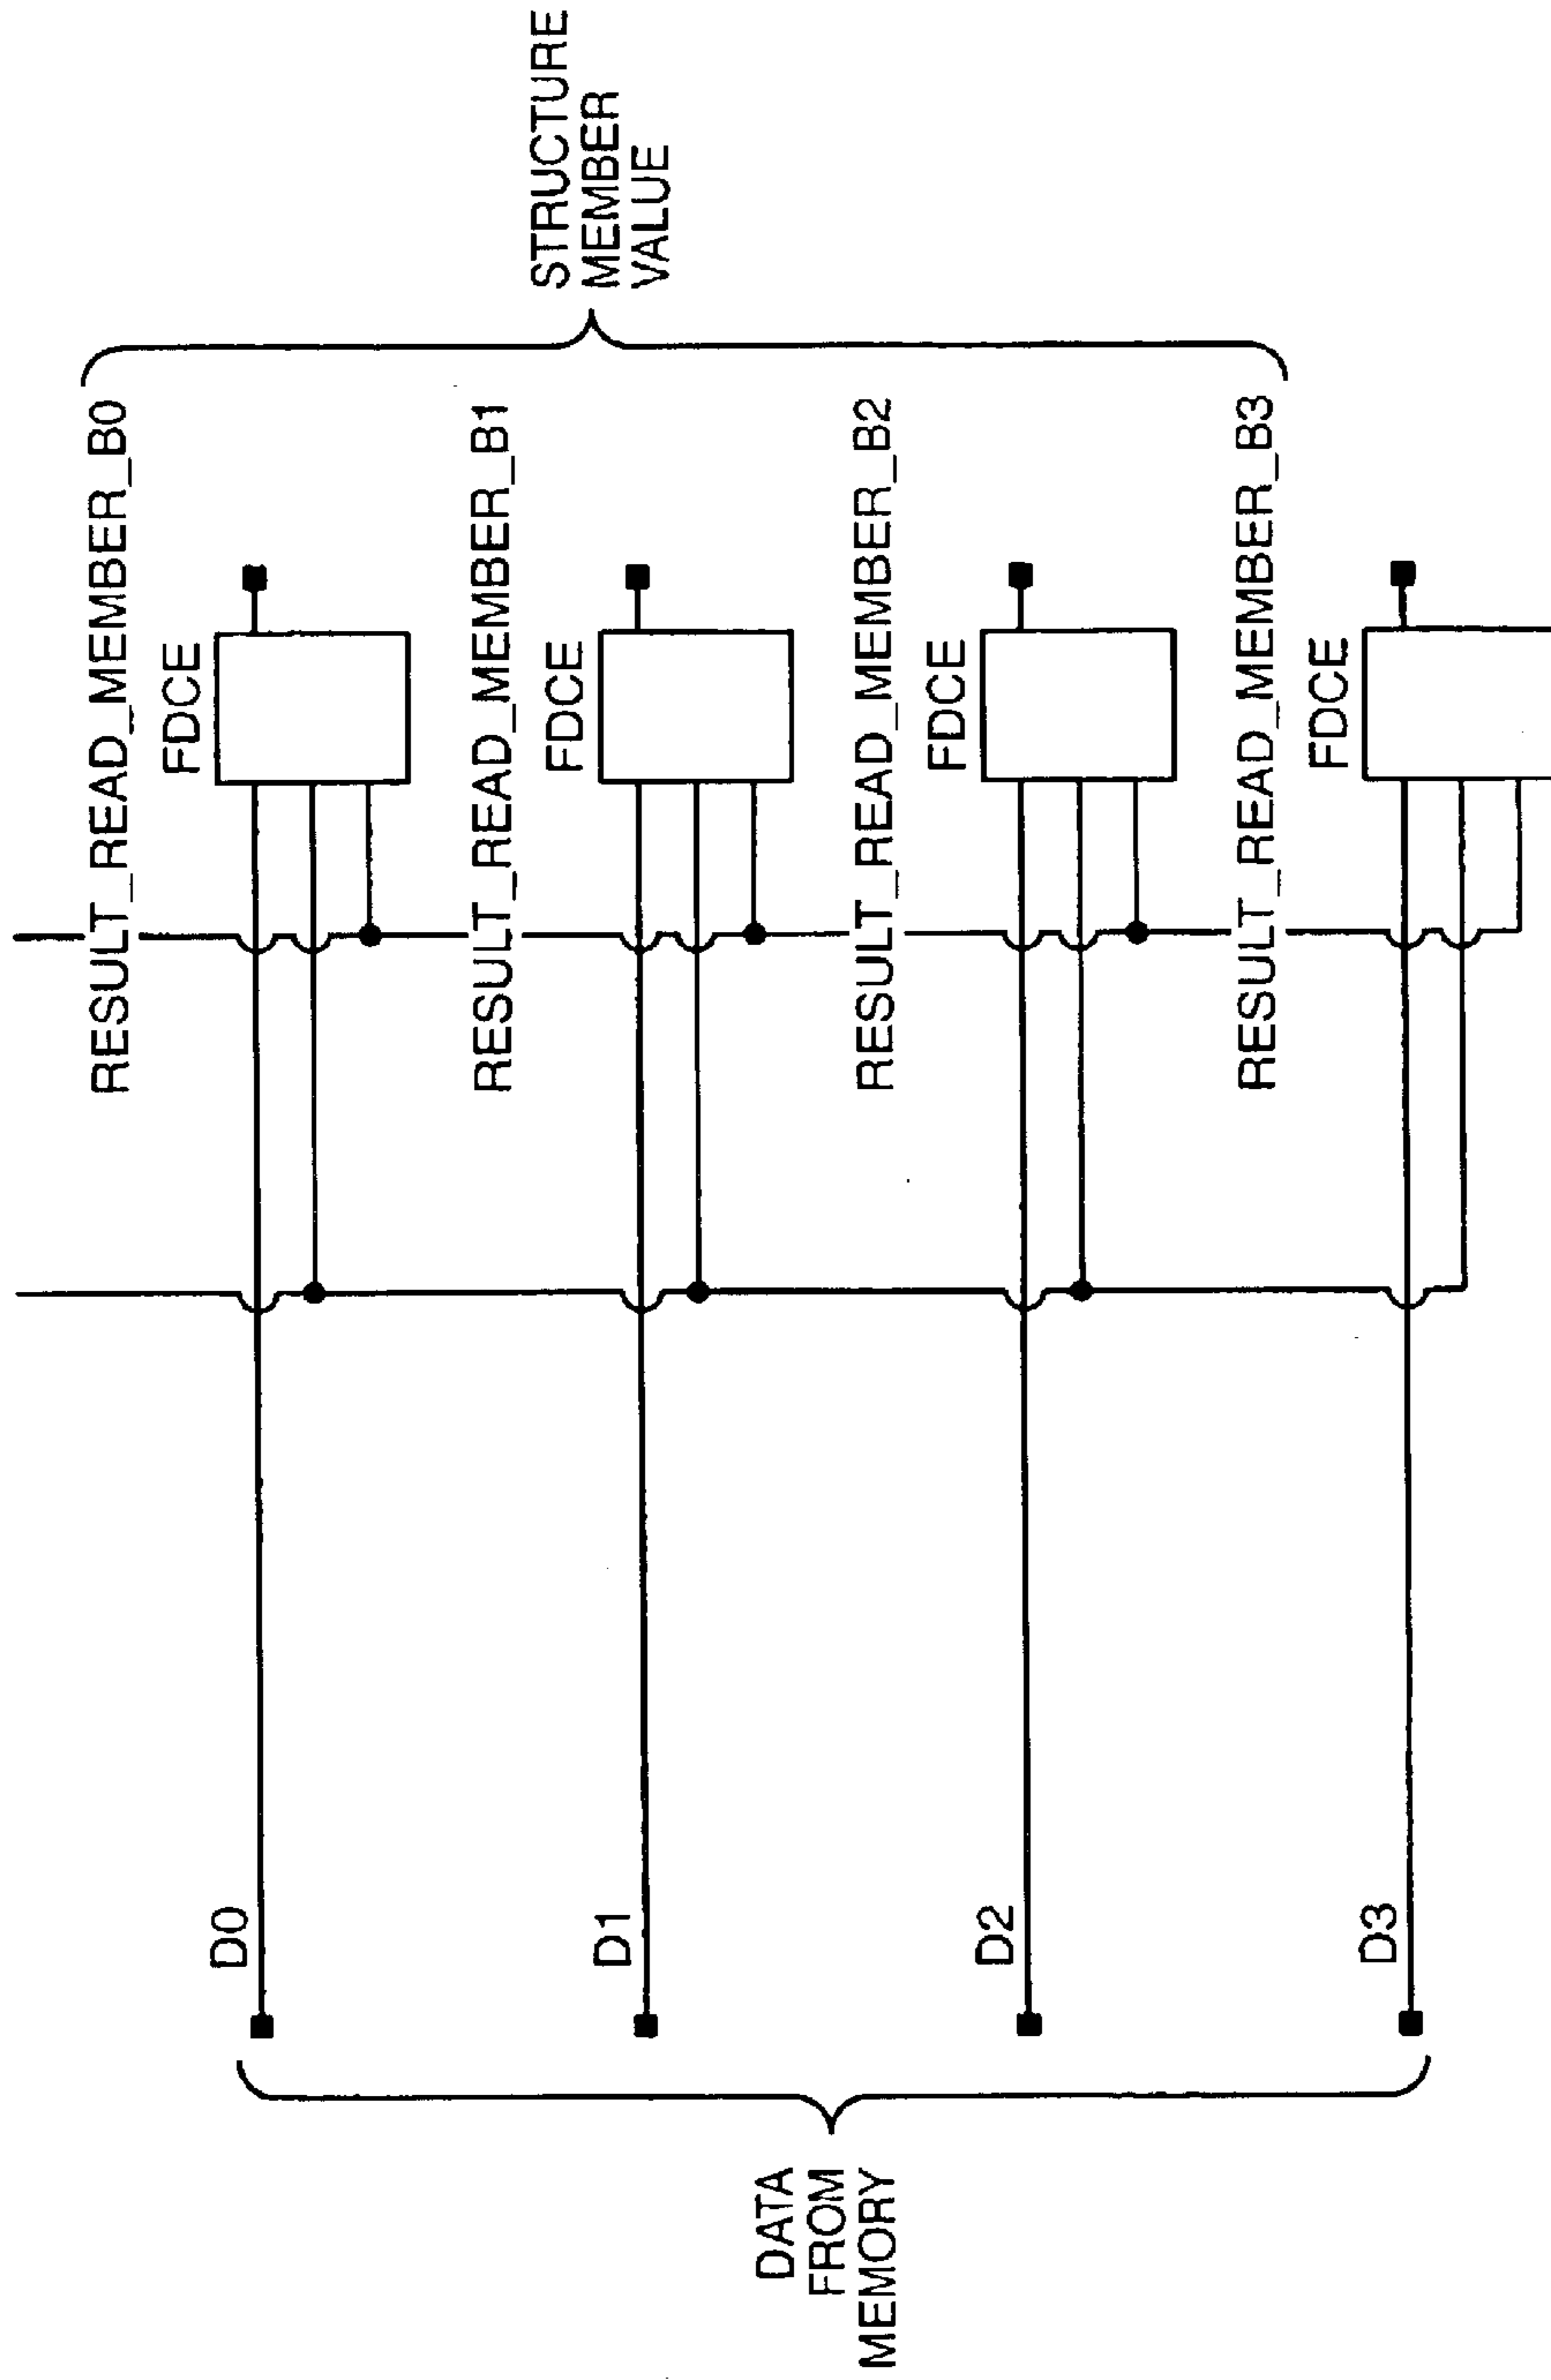 DATA
FROM
MEMORY
D0
D1
D2
D3
RESULT_READ_MEMBER_B0
FDCE
RESULT_READ_MEMBER_B1
FDCE
RESULT_READ_MEMBER_B2
FDCE
RESULT_READ_MEMBER_B3
FDCE
STRUCTURE
MEMBER
VALUE